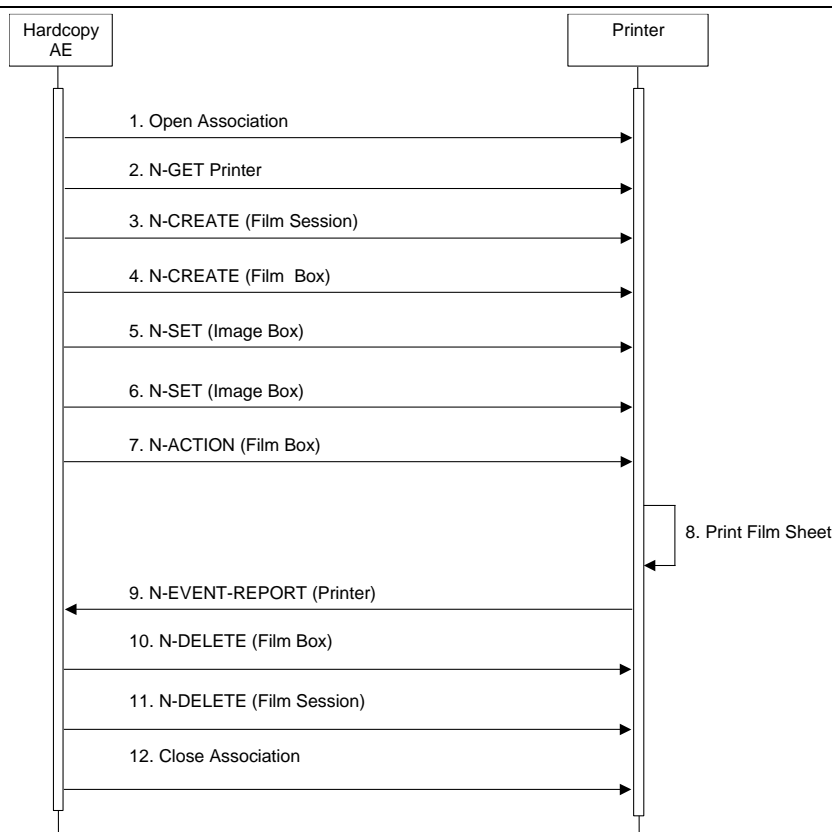 Hardcopy
AE
Printer
1. Open Association
2. N-GET Printer
3. N-CREATE (Film Session)
4. N-CREATE (Film  Box)
5. N-SET (Image Box)
6. N-SET (Image Box)
7. N-ACTION (Film Box)
8. Print Film Sheet
9. N-EVENT-REPORT (Printer)
10. N-DELETE (Film Box)
11. N-DELETE (Film Session)
12. Close Association